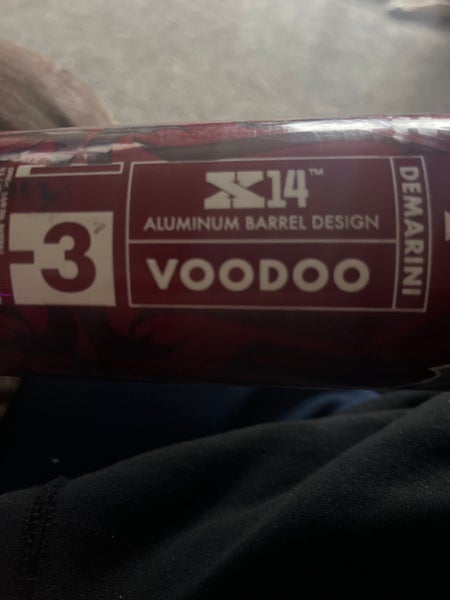 -3
X14™
ALUMINUM BARREL DESIGN
VOODOO
DEMARINI